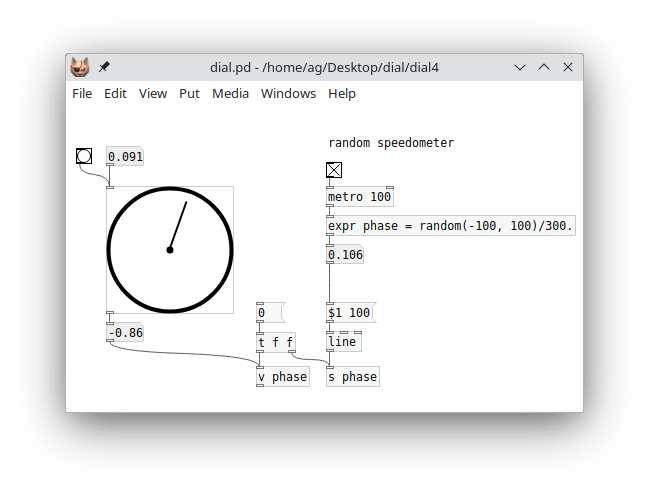 dial.pd - /home/ag/Desktop/dial/dial4
File Edit View Put Media Windows Help
random speedometer
0.091
metro 100
expr phase = random(-100, 100)/300.
0.106
0
$1 100
-0.86
t f f
line
v phase
s phase